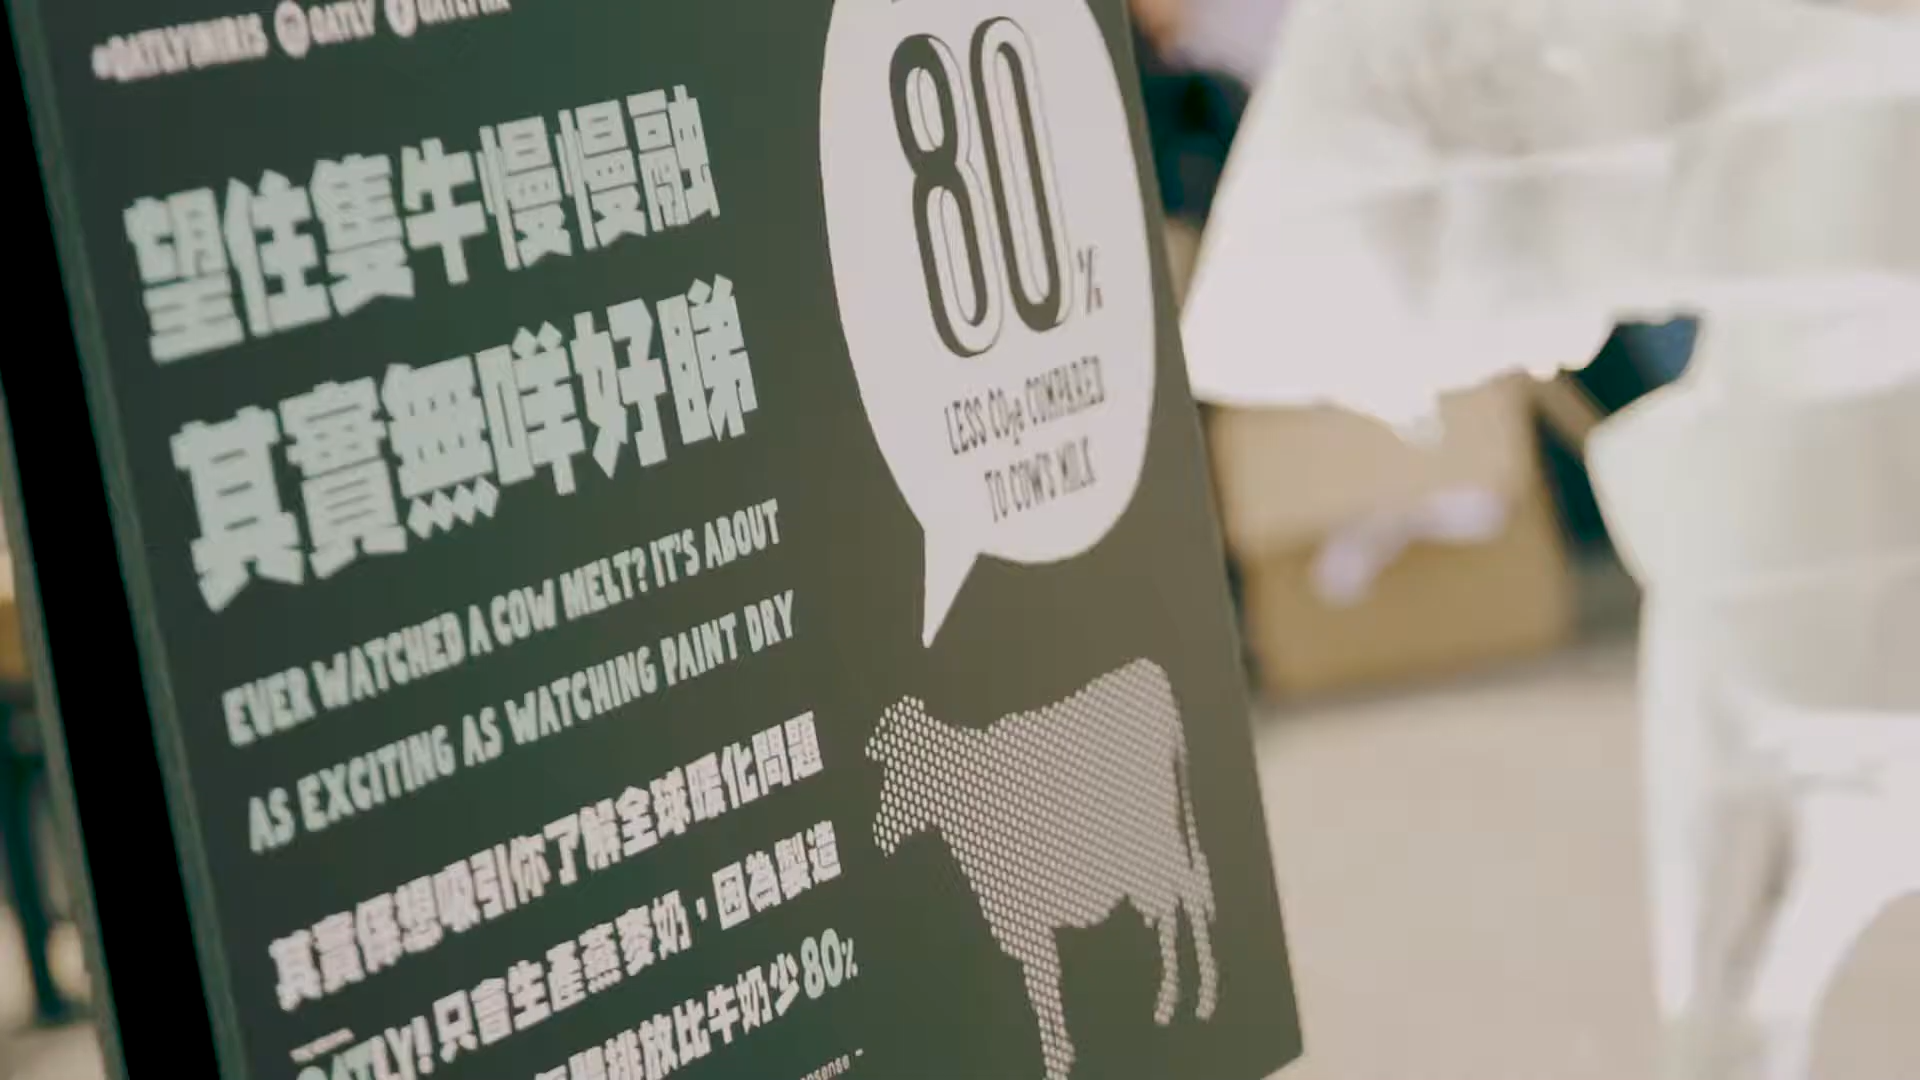 #OATLYINIRIS OATLY OATLYHK
望住隻牛慢慢融
其實無咩好睇
EVER WATCHED A COW MELT? IT'S ABOUT
AS EXCITING AS WATCHING PAINT DRY
其實係想吸引你了解全球暖化問題
OATLY! 只會生產燕麥奶，因為製造
排放比牛奶少80%
80%
LESS CO₂e COMPARED
TO COW'S MILK